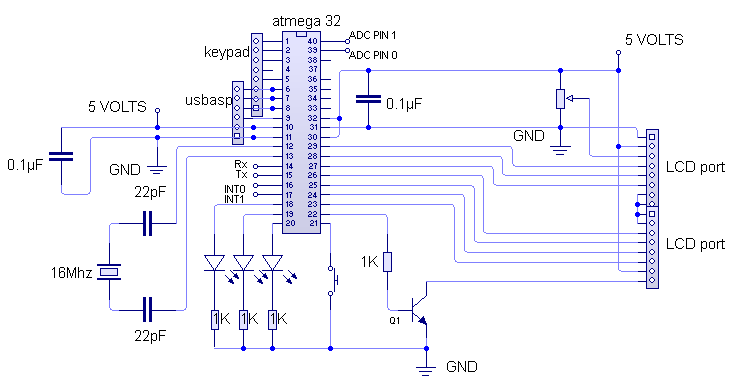 atmega 32
ADC PIN 1
ADC PIN 0
keypad
usbasp
5 VOLTS
5 VOLTS
0.1µF
0.1µF
GND
GND
22pF
16Mhz
22pF
Rx
Tx
INT0
INT1
1 40
2 39
3 38
4 37
5 36
6 35
7 34
8 33
9 32
10 31
11 30
12 29
13 28
14 27
15 26
16 25
17 24
18 23
19 22
20 21
LCD port
LCD port
1K
1K
1K
1K
Q1
GND